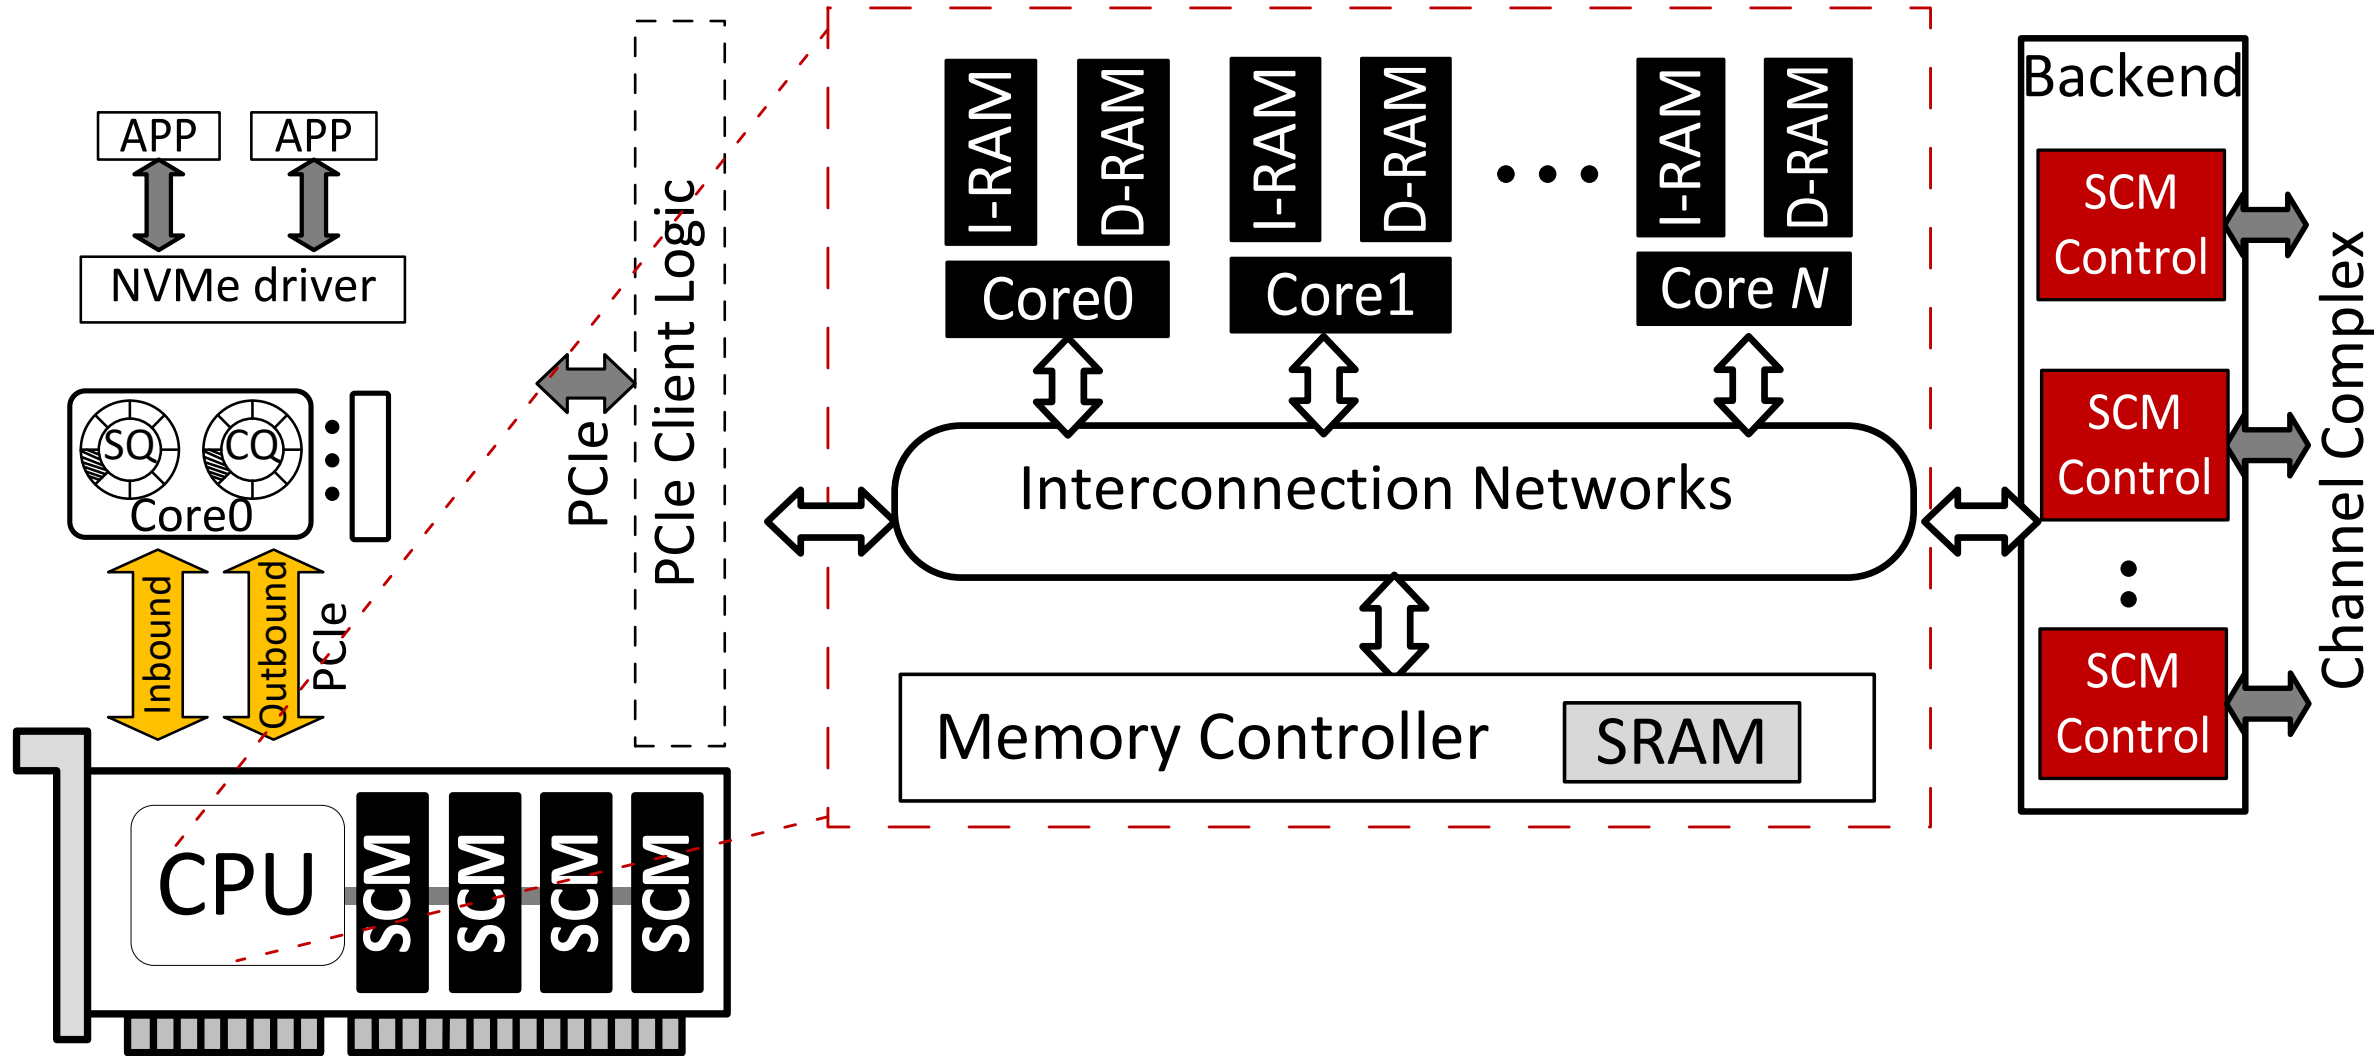 APP
APP
NVMe driver
SQ
CQ
Core0
Inbound
Outbound
PCIe
CPU
SCM
SCM
SCM
SCM
PCIe
PCIe Client Logic
I-RAM
D-RAM
Core0
I-RAM
D-RAM
Core1
I-RAM
D-RAM
Core N
Interconnection Networks
Memory Controller
SRAM
Backend
SCM
Control
SCM
Control
SCM
Control
Channel Complex